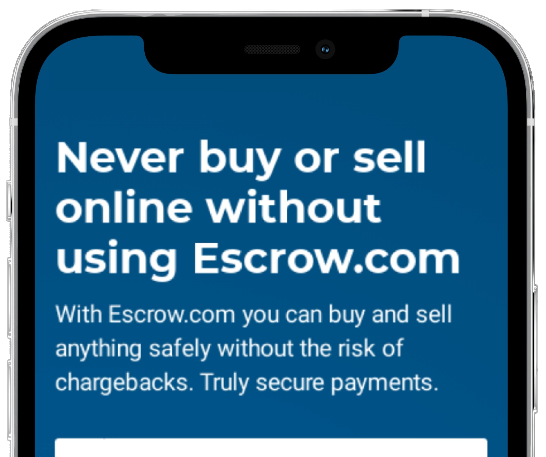 Never buy or sell
online without
using Escrow.com
With Escrow.com you can buy and sell
anything safely without the risk of
chargebacks. Truly secure payments.